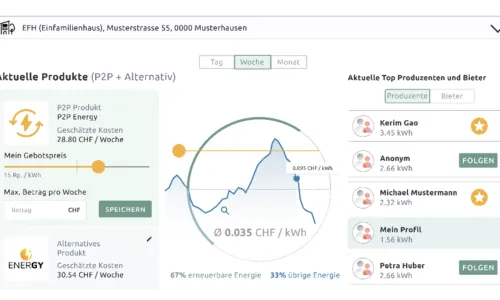 EFH (Einfamilienhaus), Musterstrasse 55, 0000 Musterhausen
Tag Woche Monat
Aktuelle Produkte (P2P + Alternativ)
P2P Produkt
P2P Energy
Geschätzte Kosten
28.80 CHF / Woche
Mein Gebotspreis
15 Rp. / kWh
Max. Betrag pro Woche
Betrag CHF SPEICHERN
ENERGY
Alternatives
Produkt
Geschätzte Kosten
30.54 CHF / Woche
0.095 CHF / kWh
Ø 0.035 CHF / kWh
67% erneuerbare Energie 33% übrige Energie
Aktuelle Top Produzenten und Bieter
Produzente Bieter
Kerim Gao
3.45 kWh
Anonym
2.66 kWh
FOLGEN
Michael Mustermann
2.32 kWh
Mein Profil
1.56 kWh
Petra Huber
2.66 kWh
FOLGEN